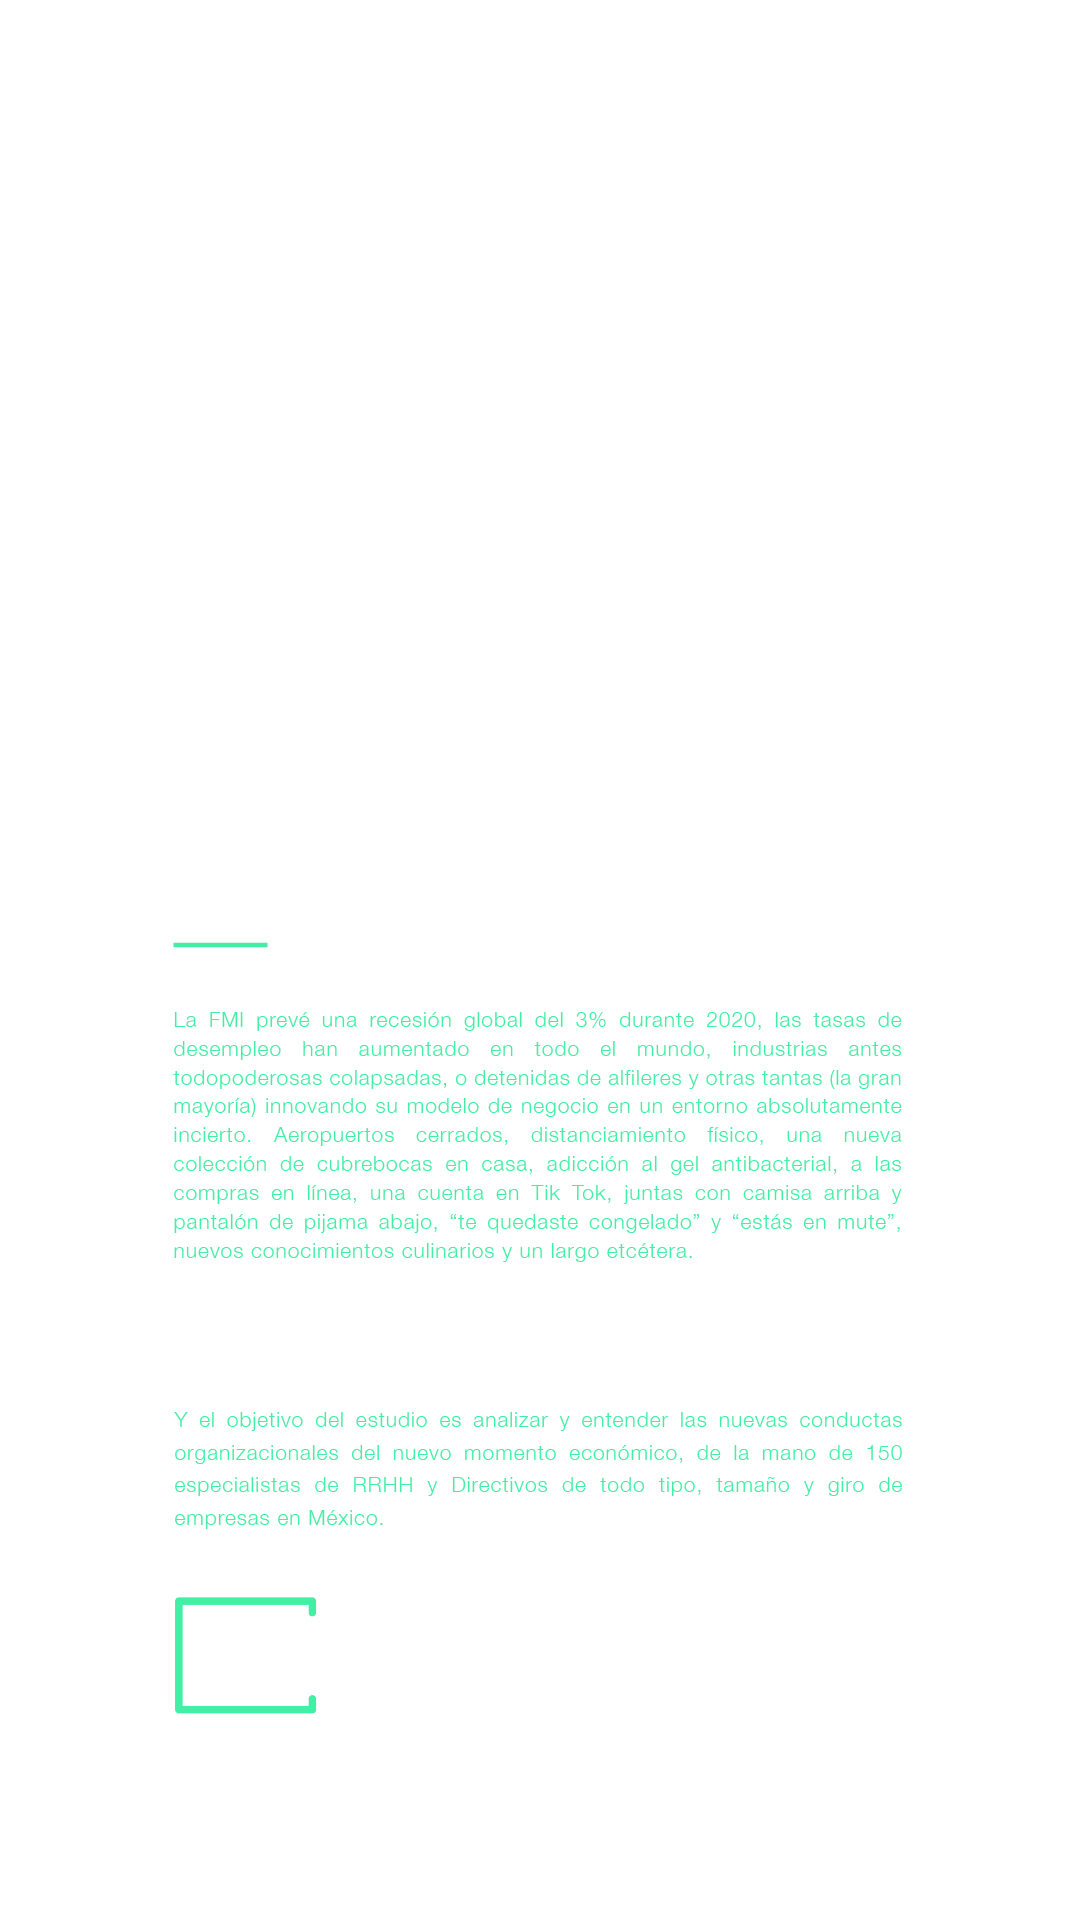 La FMI prevé una recesión global del 3% durante 2020, las tasas de
desempleo han aumentado en todo el mundo, industrias antes
todopoderosas colapsadas, o detenidas de alfileres y otras tantas (la gran
mayoría) innovando su modelo de negocio en un entorno absolutamente
incierto. Aeropuertos cerrados, distanciamiento físico, una nueva
colección de cubrebocas en casa, adicción al gel antibacterial, a las
compras en línea, una cuenta en Tik Tok, juntas con camisa arriba y
pantalón de pijama abajo, “te quedaste congelado” y “estás en mute”,
nuevos conocimientos culinarios y un largo etcétera.
Y el objetivo del estudio es analizar y entender las nuevas conductas
organizacionales del nuevo momento económico, de la mano de 150
especialistas de RRHH y Directivos de todo tipo, tamaño y giro de
empresas en México.